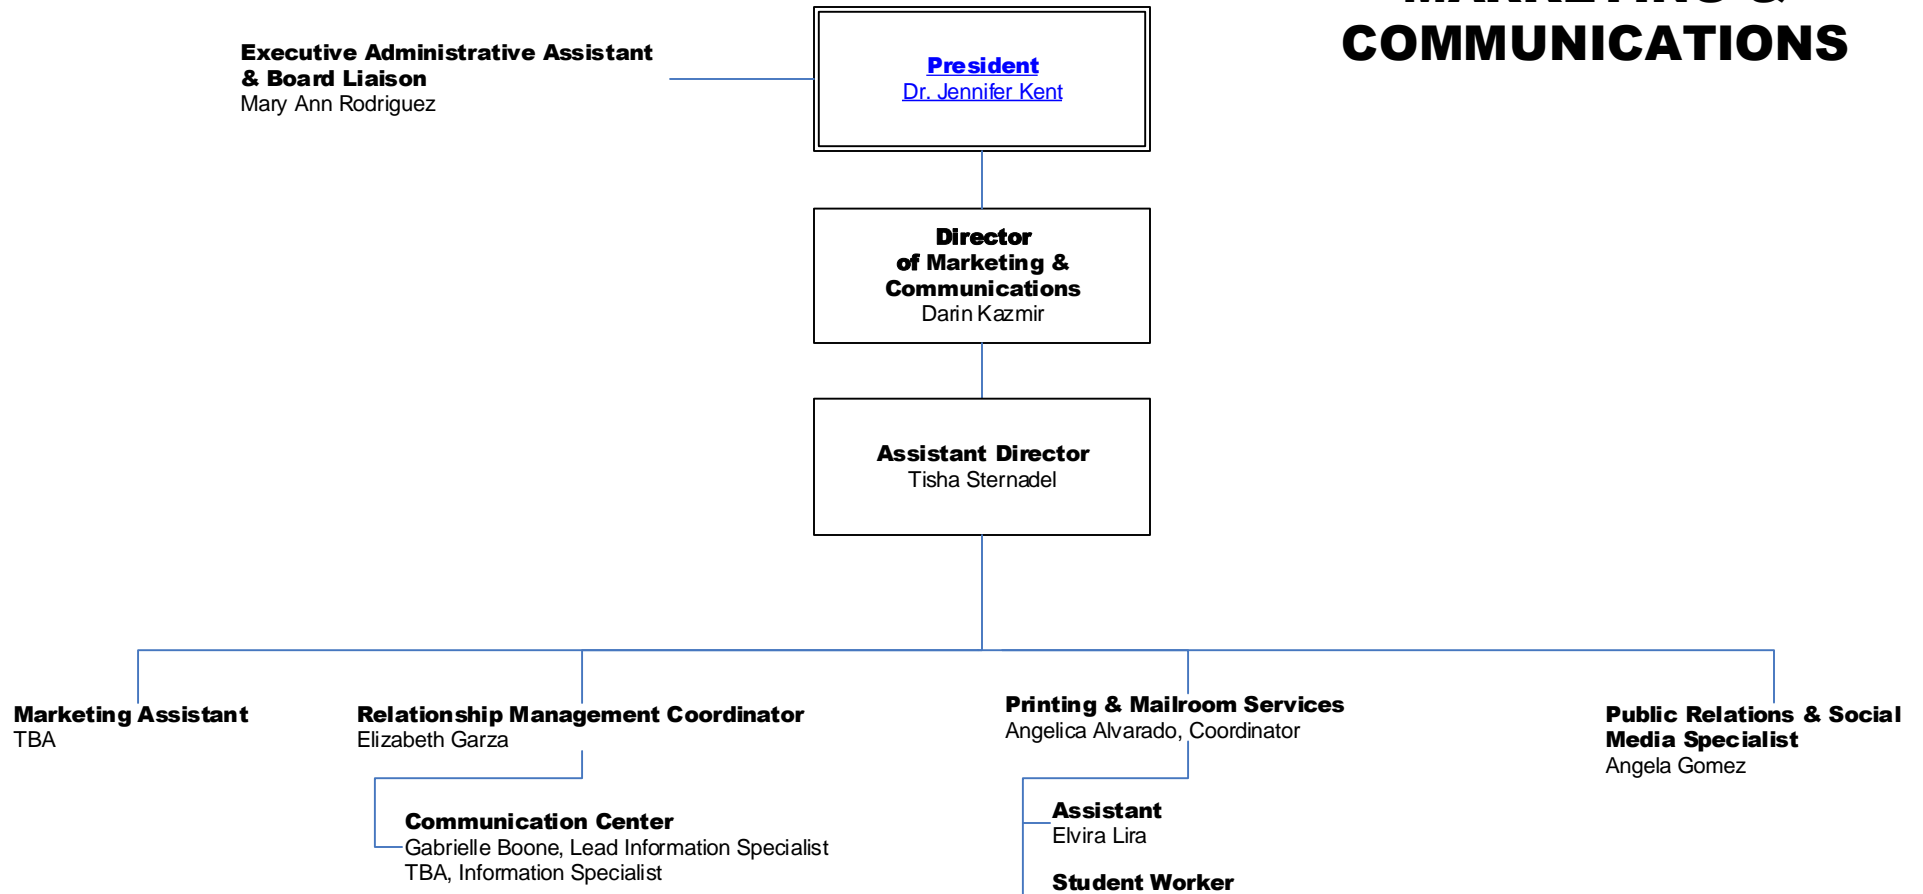 COMMUNICATIONS
Executive Administrative Assistant
& Board Liaison
Mary Ann Rodriguez
President
Dr. Jennifer Kent
Director
of Marketing &
Communications
Darin Kazmir
Assistant Director
Tisha Sternadel
Marketing Assistant
TBA
Relationship Management Coordinator
Elizabeth Garza
Communication Center
Gabrielle Boone, Lead Information Specialist
TBA, Information Specialist
Printing & Mailroom Services
Angelica Alvarado, Coordinator
Assistant
Elvira Lira
Student Worker
Public Relations & Social
Media Specialist
Angela Gomez